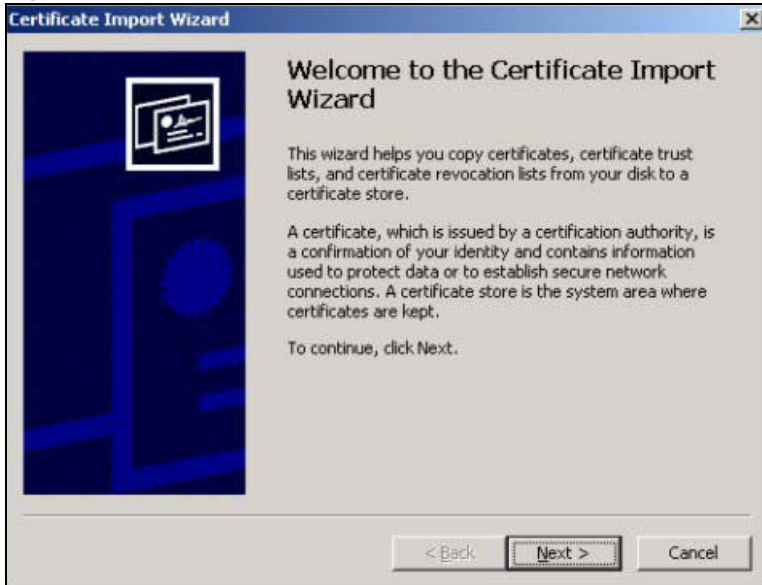 Certificate Import Wizard
Welcome to the Certificate Import
Wizard
This wizard helps you copy certificates, certificate trust
lists, and certificate revocation lists from your disk to a
certificate store.
A certificate, which is issued by a certification authority, is
a confirmation of your identity and contains information
used to protect data or to establish secure network
connections. A certificate store is the system area where
certificates are kept.
To continue, click Next.
< Back Next > Cancel